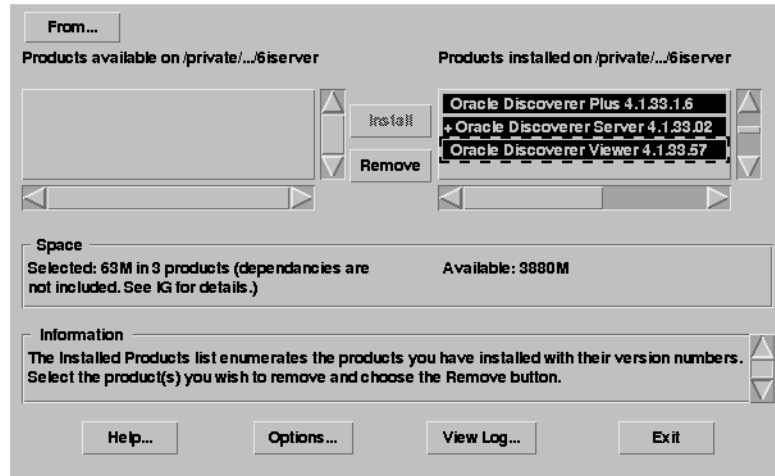 From...
Products available on /private/.../6iserver
Products installed on /private/.../6iserver
Install
Remove
Oracle Discoverer Plus 4.1.33.1.6
+ Oracle Discoverer Server 4.1.33.02
Oracle Discoverer Viewer 4.1.33.57
Space
Selected: 63M in 3 products (dependancies are
not included. See IG for details.)
Available: 3880M
Information
The Installed Products list enumerates the products you have installed with their version numbers.
Select the product(s) you wish to remove and choose the Remove button.
Help...
Options...
View Log...
Exit